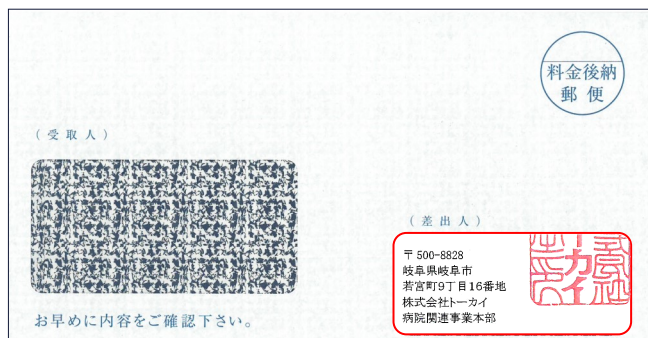 料金後納
郵便
(受取人)
お早めに内容をご確認下さい。
(差出人)
〒500-8828
岐阜県岐阜市
若宮町9丁目16番地
株式会社トーカイ
病院関連事業本部